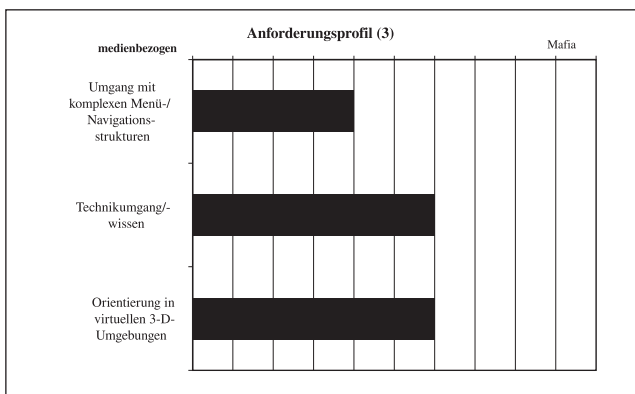 Anforderungsprofil (3)
medienbezogen
Mafia
Umgang mit
komplexen Menü-/
Navigations-
strukturen
Technikumgang/-
wissen
Orientierung in
virtuellen 3-D-
Umgebungen